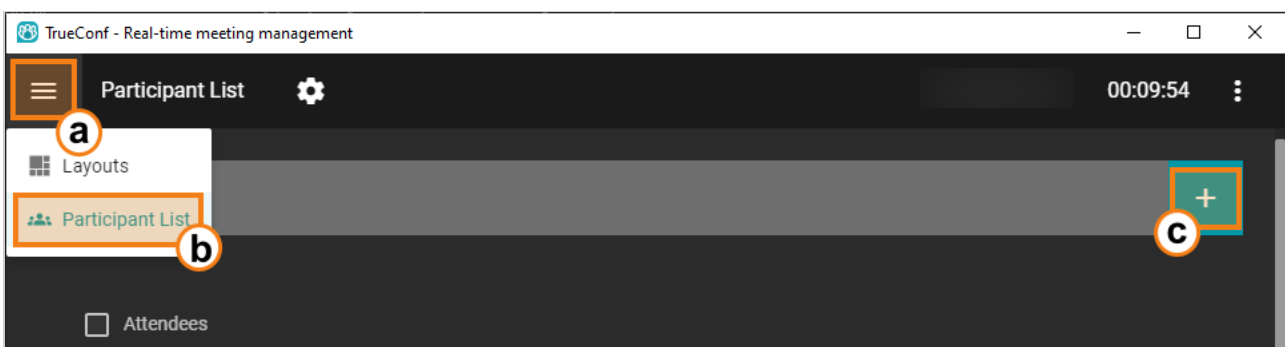 TrueConf - Real-time meeting management
Participant List
00:09:54
a
Layouts
Participant List
b
c
Attendees